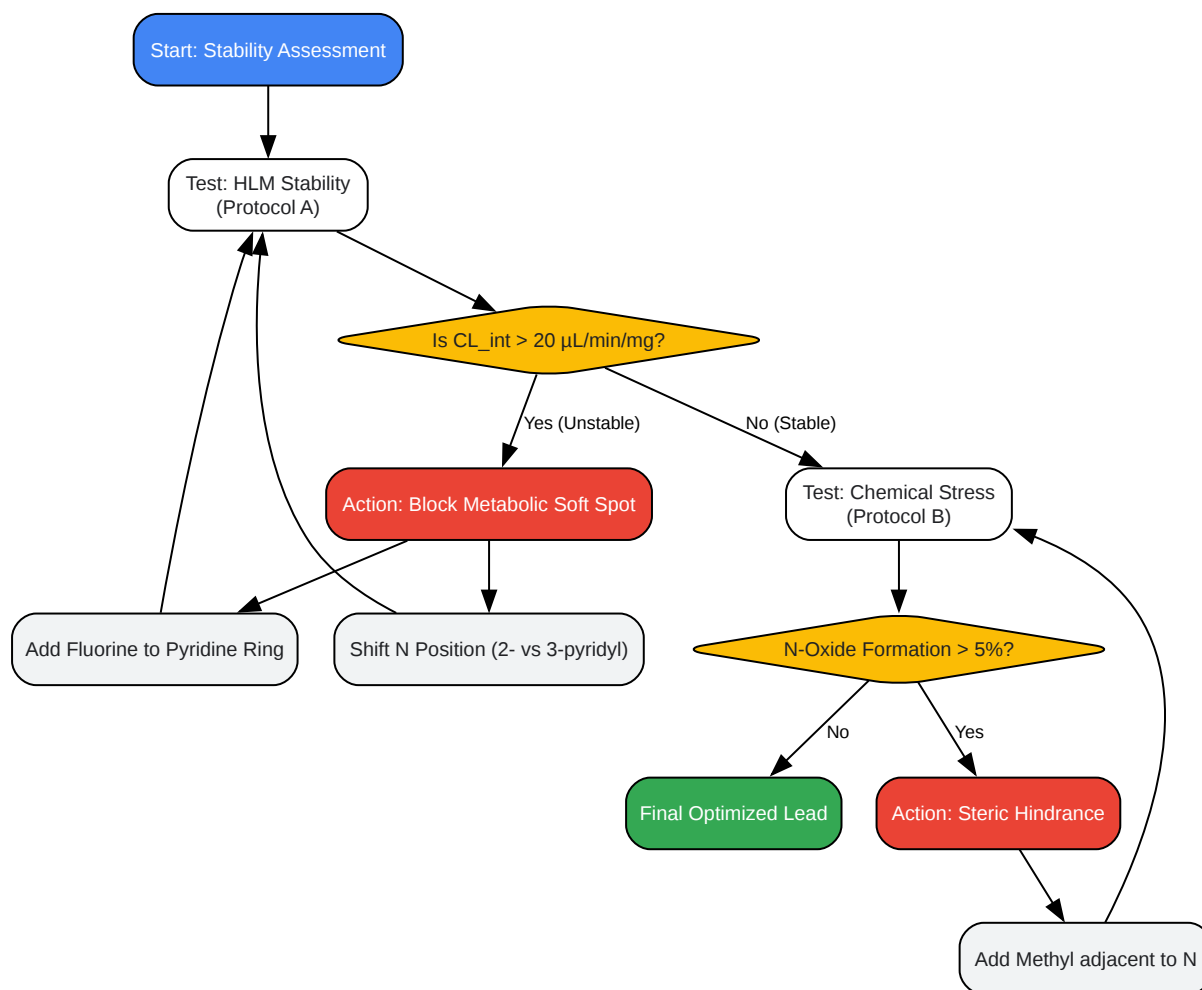 Start: Stability Assessment
Test: HLM Stability
(Protocol A)
Is CL_int > 20 µL/min/mg?
Yes (Unstable)
No (Stable)
Action: Block Metabolic Soft Spot
Test: Chemical Stress
(Protocol B)
Add Fluorine to Pyridine Ring
Shift N Position (2- vs 3-pyridyl)
N-Oxide Formation > 5%?
No
Yes
Final Optimized Lead
Action: Steric Hindrance
Add Methyl adjacent to N